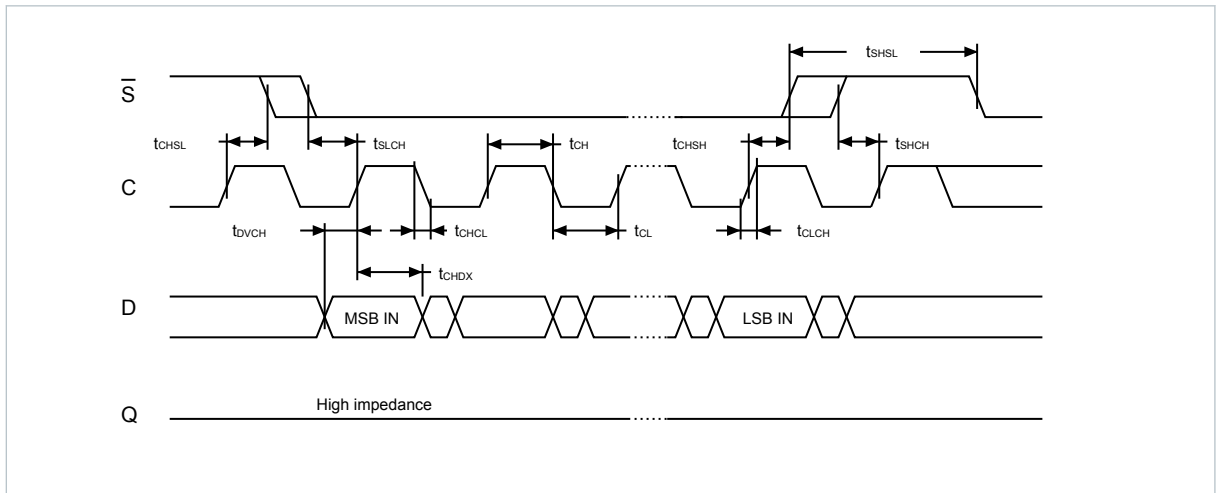 tSHSL
S
tCHSL
tSLCH
tCH
tCHSH
tSHCH
C
tDVCH
tCHCL
tCL
tCLCH
tCHDX
D
MSB IN
LSB IN
High impedance
Q